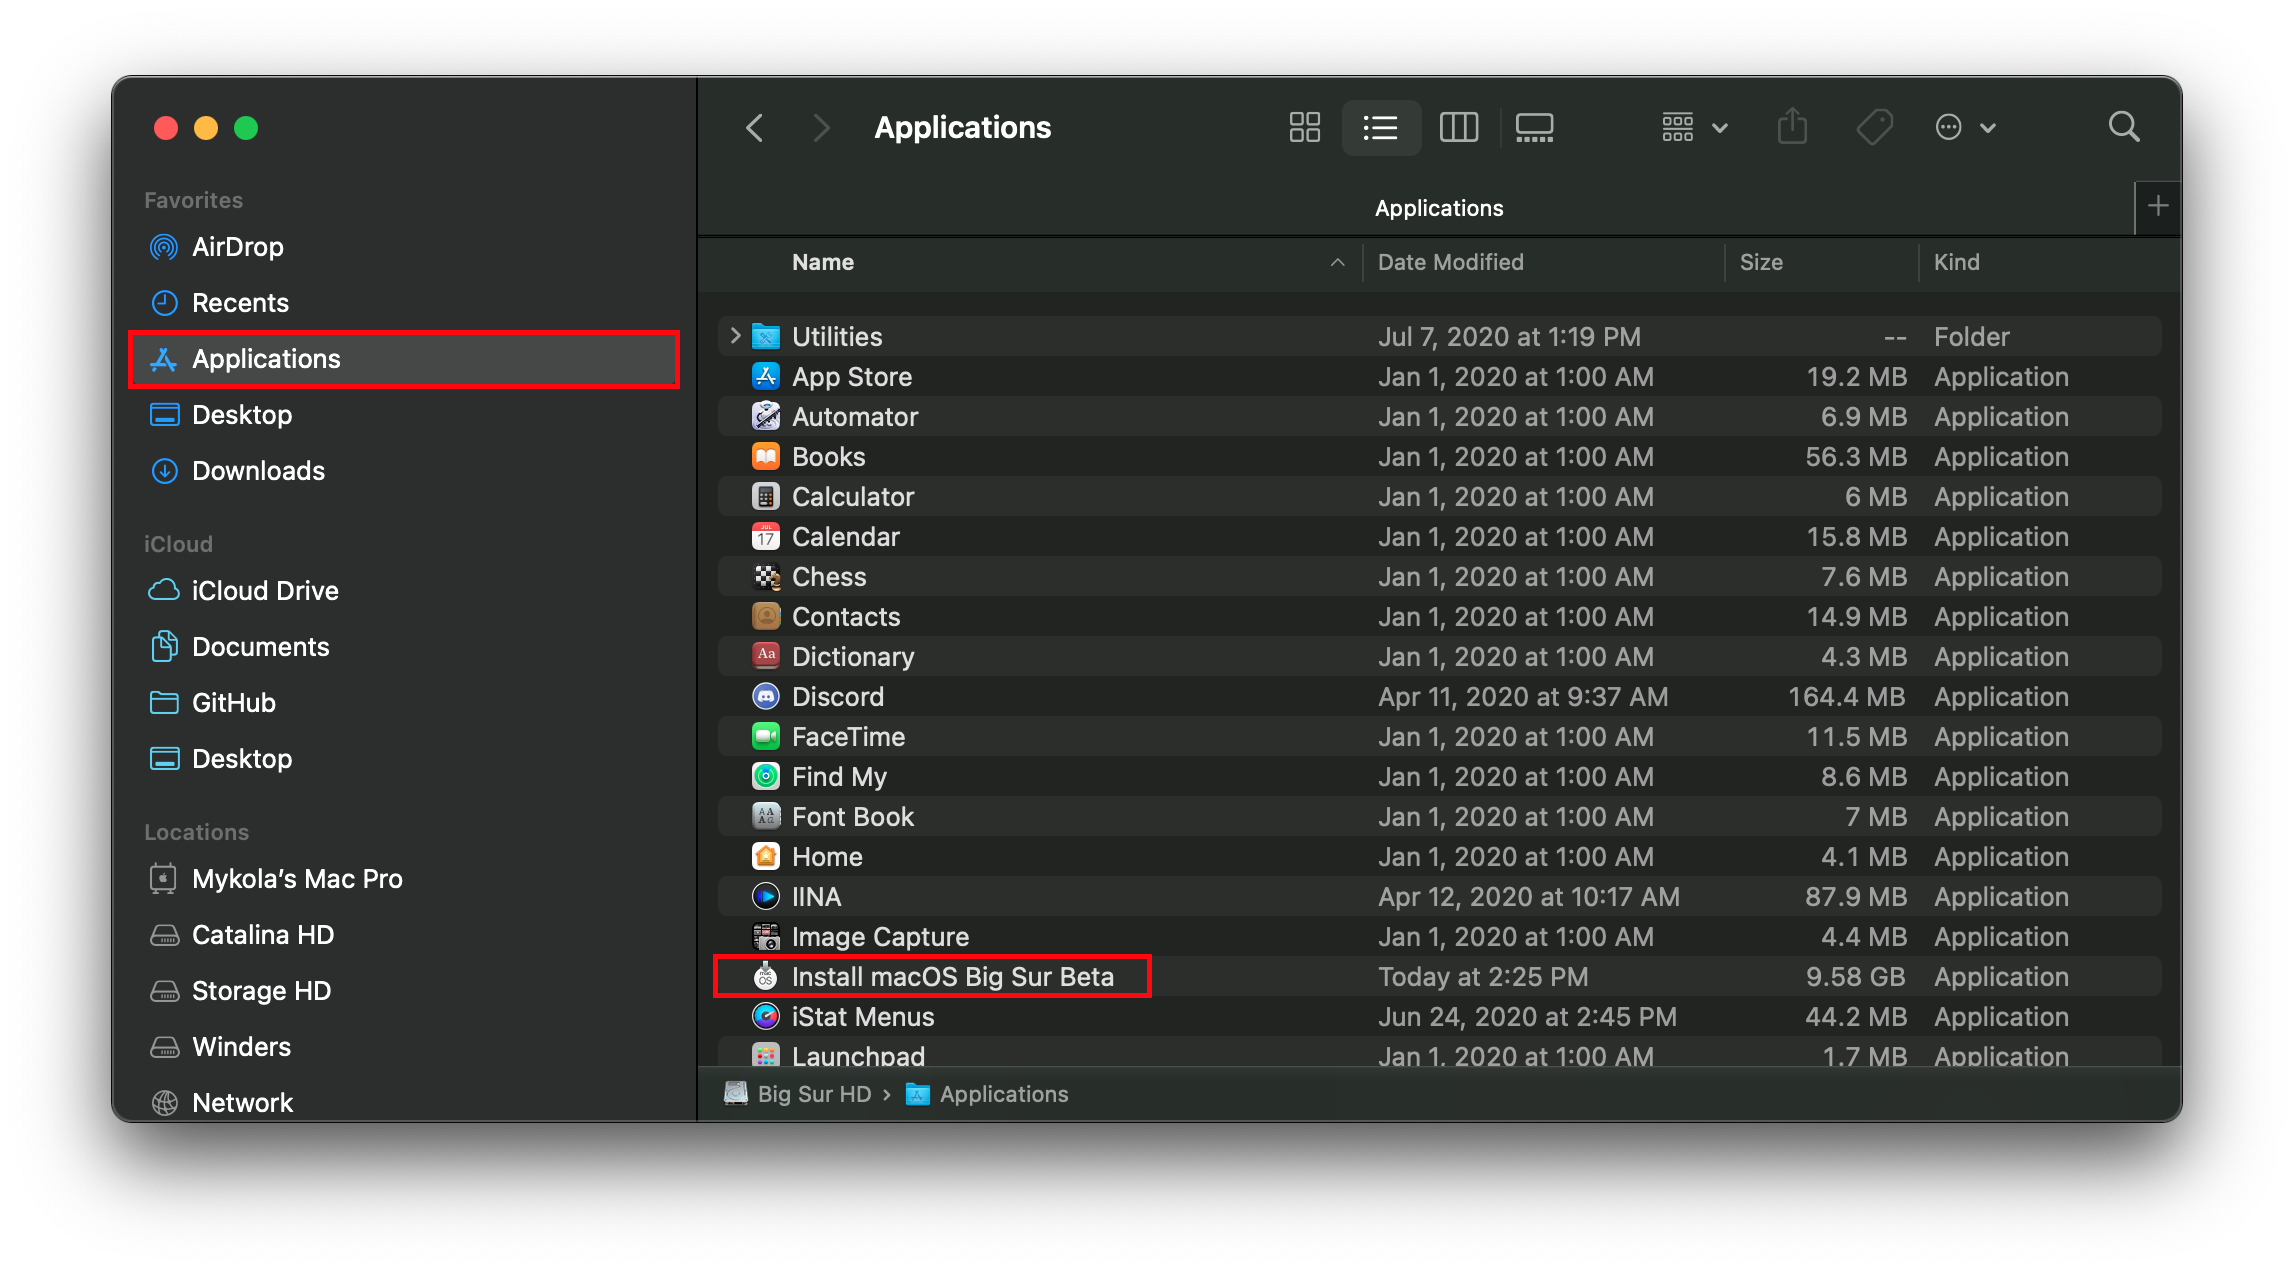 Applications
Favorites
AirDrop
Recents
Applications
Desktop
Downloads
iCloud
iCloud Drive
Documents
GitHub
Desktop
Locations
Mykola's Mac Pro
Catalina HD
Storage HD
Winders
Network
Applications
Name Date Modified Size Kind
Utilities Jul 7, 2020 at 1:19 PM -- Folder
App Store Jan 1, 2020 at 1:00 AM 19.2 MB Application
Automator Jan 1, 2020 at 1:00 AM 6.9 MB Application
Books Jan 1, 2020 at 1:00 AM 56.3 MB Application
Calculator Jan 1, 2020 at 1:00 AM 6 MB Application
Calendar Jan 1, 2020 at 1:00 AM 15.8 MB Application
Chess Jan 1, 2020 at 1:00 AM 7.6 MB Application
Contacts Jan 1, 2020 at 1:00 AM 14.9 MB Application
Dictionary Jan 1, 2020 at 1:00 AM 4.3 MB Application
Discord Apr 11, 2020 at 9:37 AM 164.4 MB Application
FaceTime Jan 1, 2020 at 1:00 AM 11.5 MB Application
Find My Jan 1, 2020 at 1:00 AM 8.6 MB Application
Font Book Jan 1, 2020 at 1:00 AM 7 MB Application
Home Jan 1, 2020 at 1:00 AM 4.1 MB Application
IINA Apr 12, 2020 at 10:17 AM 87.9 MB Application
Image Capture Jan 1, 2020 at 1:00 AM 4.4 MB Application
Install macOS Big Sur Beta Today at 2:25 PM 9.58 GB Application
iStat Menus Jun 24, 2020 at 2:45 PM 44.2 MB Application
Launchpad Jan 1, 2020 at 1:00 AM 1.7 MB Application
Big Sur HD › Applications